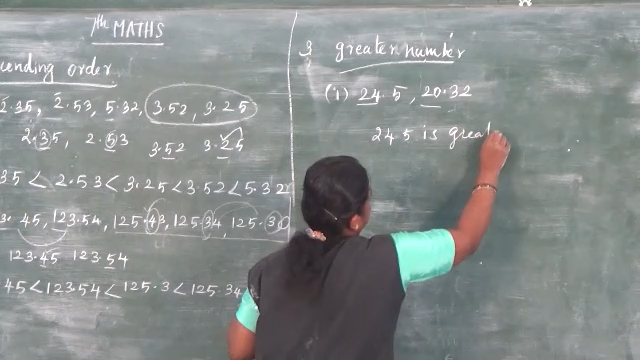 7th MATHS
ending order
2.35, 2.53, 5.32, 3.52, 3.25
2.35, 2.53 3.52 3.25
35 < 2.53 < 3.25 < 3.52 < 5.32
3.45, 123.54, 125.43, 125.34, 125.3
123.45 123.54
45 < 123.54 < 125.3 < 125.34
3, greater number
(1) 24.5, 20.32
24.5 is great